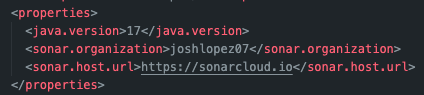 <properties>
<java.version>17</java.version>
<sonar.organization>joshlopez07</sonar.organization>
<sonar.host.url>https://sonarcloud.io</sonar.host.url>
</properties>